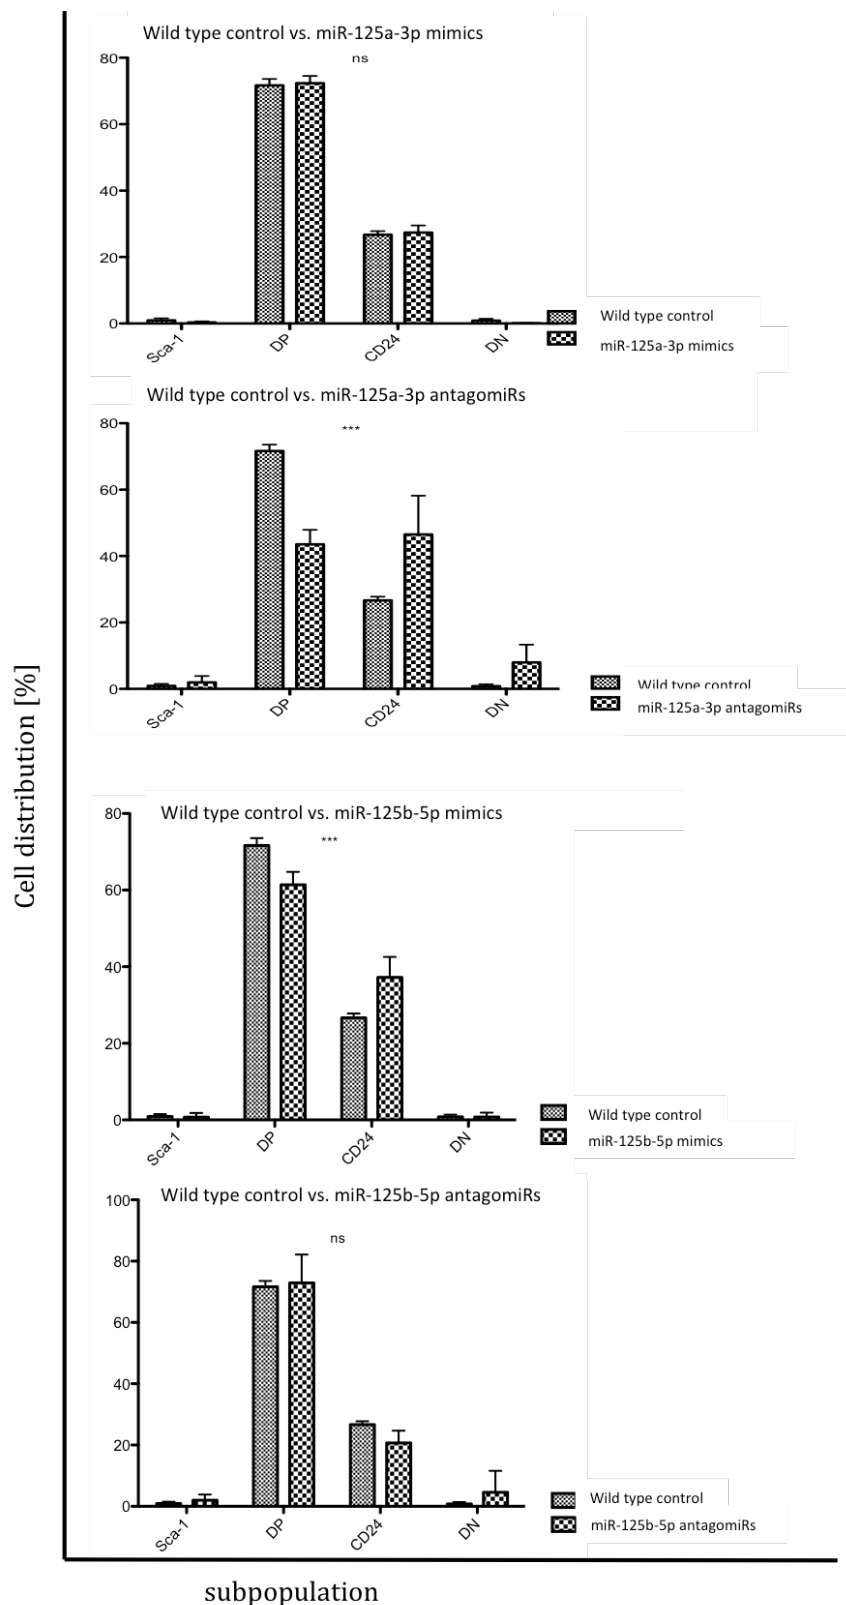 Wild type control vs. miR-125a-3p mimics
ns
80
60
40
20
0
Sca-1
DP
CD24
DN
Wild type control
miR-125a-3p mimics
Wild type control vs. miR-125a-3p antagomiRs
***
80
60
40
20
0
Sca-1
DP
CD24
DN
Wild type control
miR-125a-3p antagomiRs
Cell distribution [%]
Wild type control vs. miR-125b-5p mimics
***
80
60
40
20
0
Sca-1
DP
CD24
DN
Wild type control
miR-125b-5p mimics
Wild type control vs. miR-125b-5p antagomiRs
ns
100
80
60
40
20
0
Sca-1
DP
CD24
DN
Wild type control
miR-125b-5p antagomiRs
subpopulation